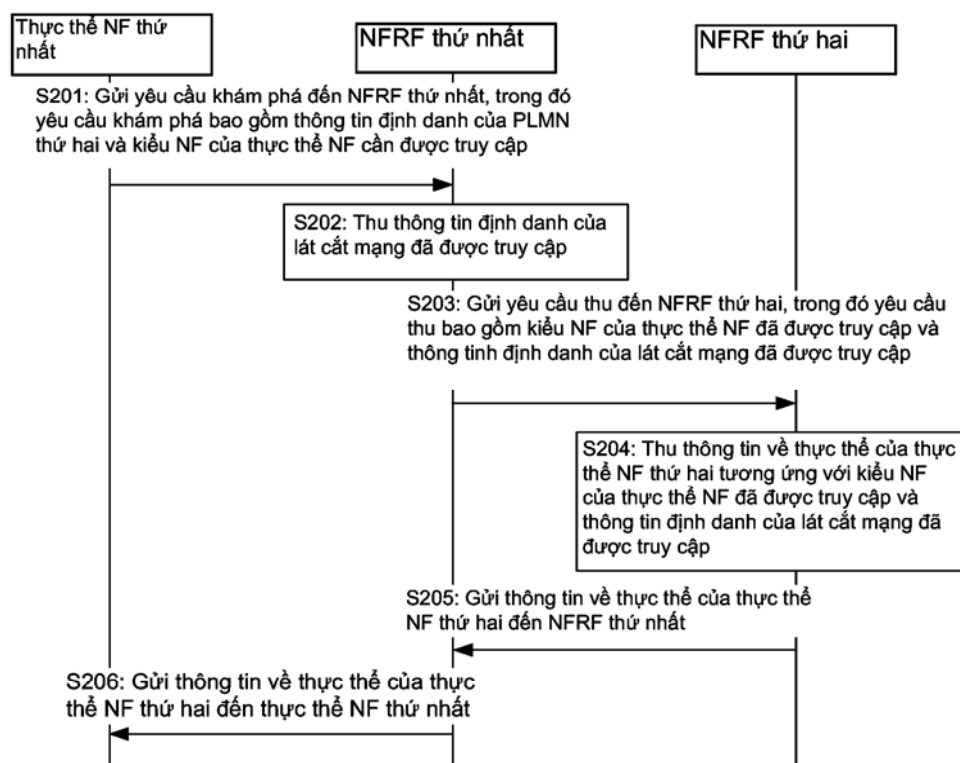 Thực thể NF thứ
nhất
NFRF thứ nhất
NFRF thứ hai
S201: Gửi yêu cầu khám phá đến NFRF thứ nhất, trong đó
yêu cầu khám phá bao gồm thông tin định danh của PLMN
thứ hai và kiểu NF của thực thể NF cần được truy cập
S202: Thu thông tin định danh của
lát cắt mạng đã được truy cập
S203: Gửi yêu cầu thu đến NFRF thứ hai, trong đó yêu cầu
thu bao gồm kiểu NF của thực thể NF đã được truy cập và
thông tinh định danh của lát cắt mạng đã được truy cập
S204: Thu thông tin về thực thể của thực
thể NF thứ hai tương ứng với kiểu NF
của thực thể NF đã được truy cập và
thông tin định danh của lát cắt mạng đã
được truy cập
S205: Gửi thông tin về thực thể của thực thể
NF thứ hai đến NFRF thứ nhất
S206: Gửi thông tin về thực thể của thực
thể NF thứ hai đến thực thể NF thứ nhất